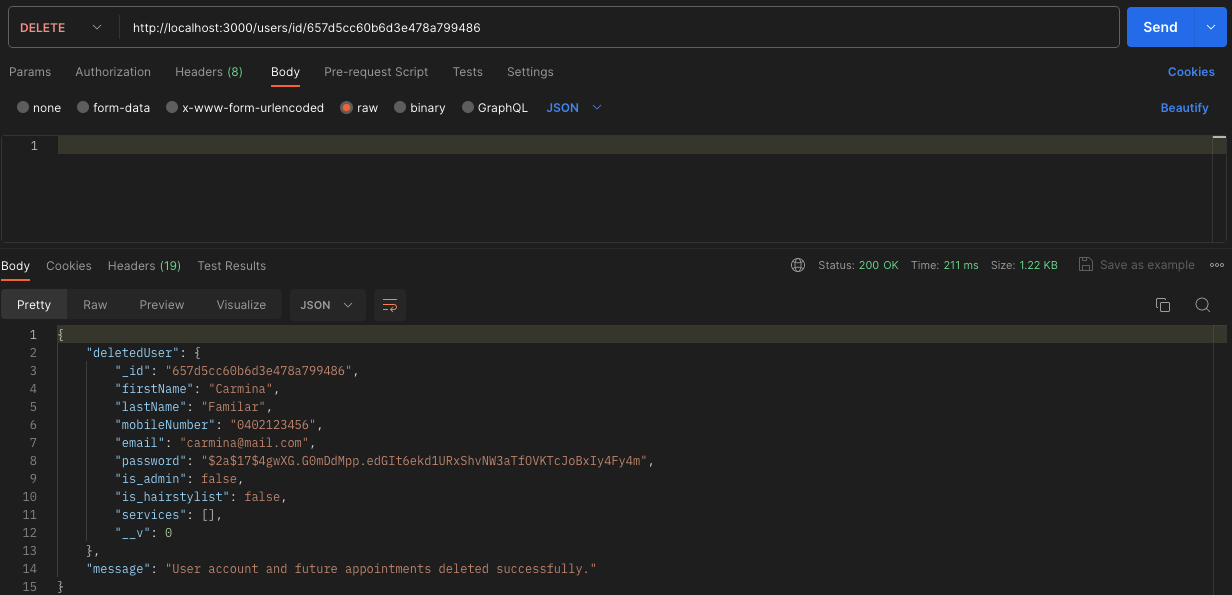 DELETE http://localhost:3000/users/id/657d5cc60b6d3e478a799486 Send
Params Authorization Headers (8) Body Pre-request Script Tests Settings Cookies
none form-data x-www-form-urlencoded raw binary GraphQL JSON Beautify
1
Body Cookies Headers (19) Test Results Status: 200 OK Time: 211 ms Size: 1.22 KB Save as example
Pretty Raw Preview Visualize JSON
1 {
2 "deletedUser": {
3 "_id": "657d5cc60b6d3e478a799486",
4 "firstName": "Carmina",
5 "lastName": "Familar",
6 "mobileNumber": "0402123456",
7 "email": "carmina@mail.com",
8 "password": "$2a$17$4gwXG.G0mDdMpp.edGIt6ekd1URxShvNW3aTfOVKTcJoBxIy4Fy4m",
9 "is_admin": false,
10 "is_hairstylist": false,
11 "services": [],
12 "__v": 0
13 },
14 "message": "User account and future appointments deleted successfully."
15 }